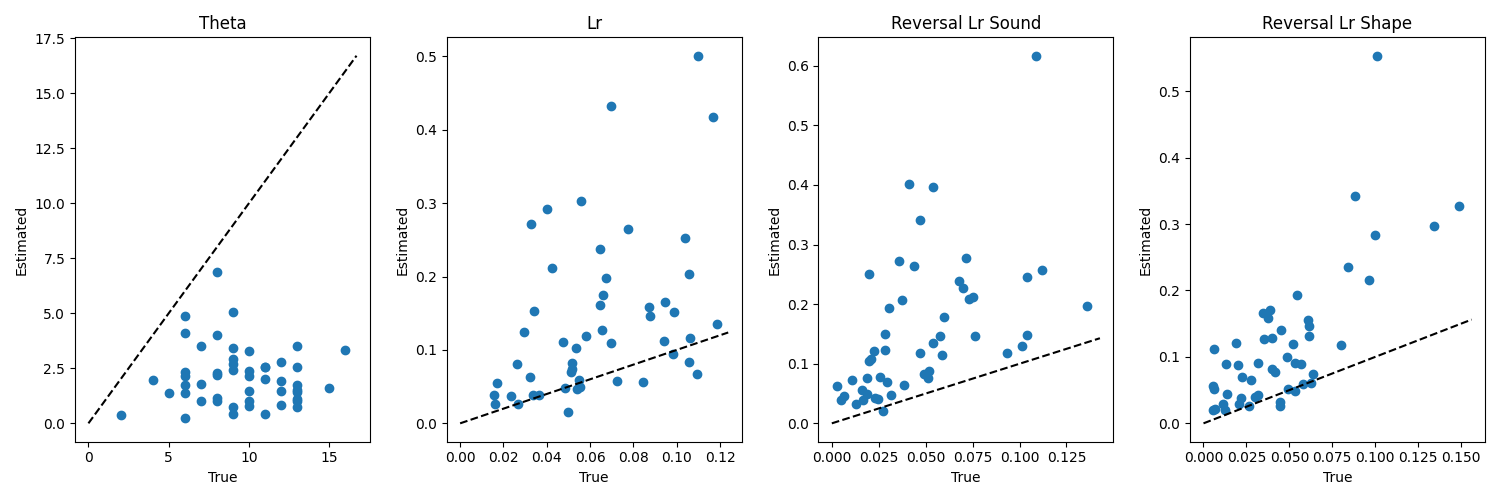 Theta
Estimated
17.5
15.0
12.5
10.0
7.5
5.0
2.5
0.0
0 5 10 15
True
Lr
Estimated
0.5
0.4
0.3
0.2
0.1
0.0
0.00 0.02 0.04 0.06 0.08 0.10 0.12
True
Reversal Lr Sound
Estimated
0.6
0.5
0.4
0.3
0.2
0.1
0.0
0.000 0.025 0.050 0.075 0.100 0.125
True
Reversal Lr Shape
Estimated
0.5
0.4
0.3
0.2
0.1
0.0
0.000 0.025 0.050 0.075 0.100 0.125 0.150
True